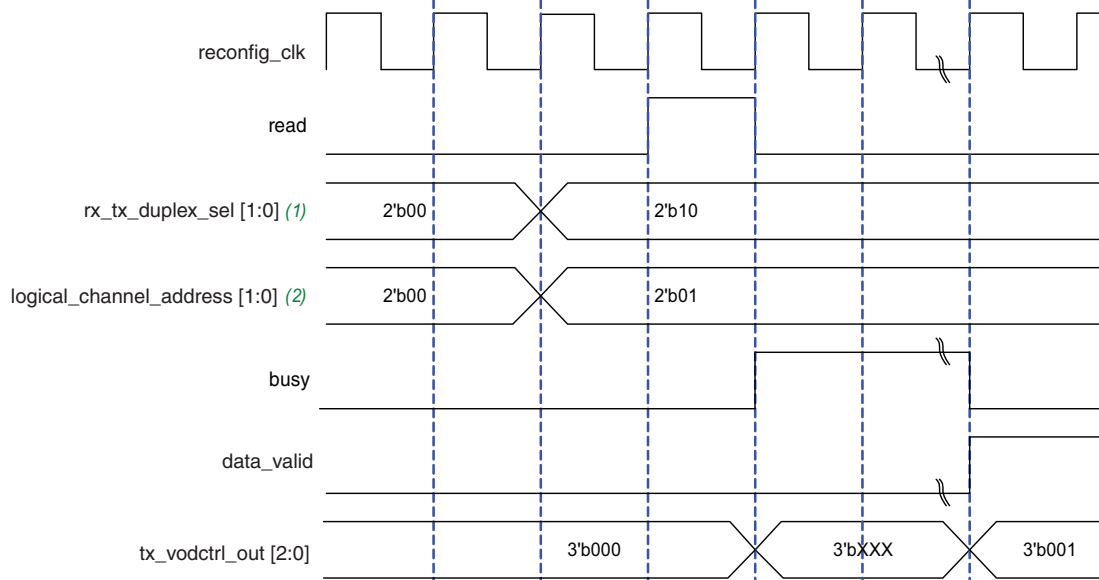 reconfig_clk
read
rx_tx_duplex_sel [1:0] (1) 2'b00 2'b10
logical_channel_address [1:0] (2) 2'b00 2'b01
busy
data_valid
tx_vodctrl_out [2:0] 3'b000 3'bXXX 3'b001